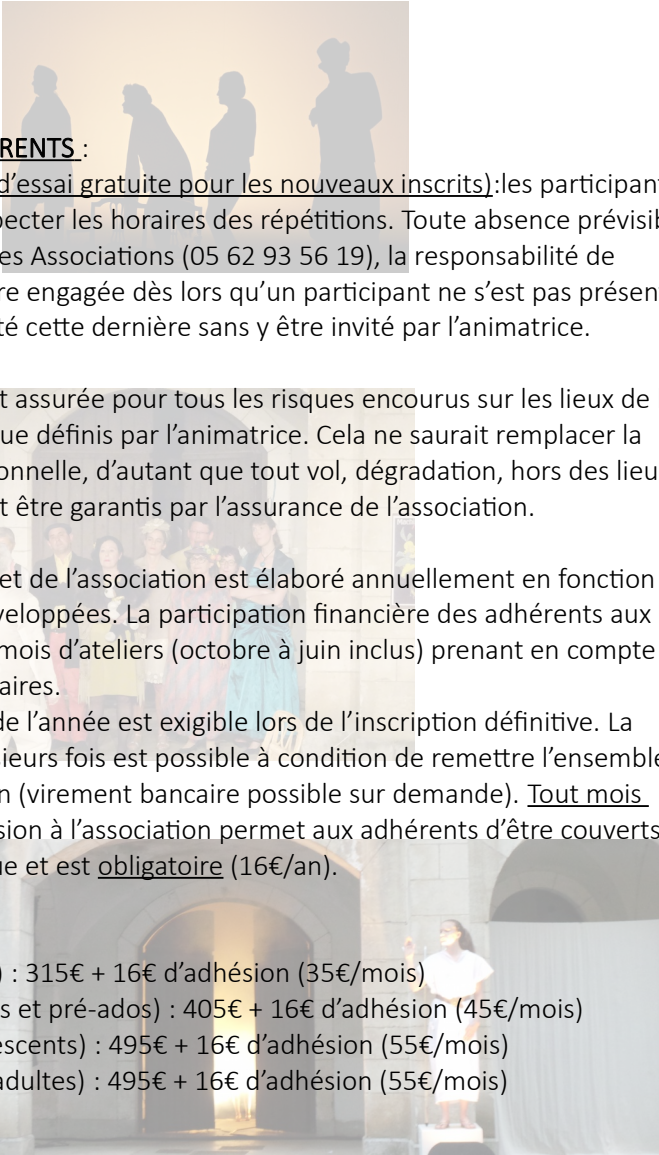 RENTS :
d’essai gratuite pour les nouveaux inscrits):les participant
pecter les horaires des répétitions. Toute absence prévisib
es Associations (05 62 93 56 19), la responsabilité de
re engagée dès lors qu’un participant ne s’est pas présen
té cette dernière sans y être invité par l’animatrice.
t assurée pour tous les risques encourus sur les lieux de
ue définis par l’animatrice. Cela ne saurait remplacer la
onnelle, d’autant que tout vol, dégradation, hors des lieu
t être garantis par l’assurance de l’association.
et de l’association est élaboré annuellement en fonction
veloppées. La participation financière des adhérents aux
mois d’ateliers (octobre à juin inclus) prenant en compte
aires.
de l’année est exigible lors de l’inscription définitive. La
sieurs fois est possible à condition de remettre l’ensemble
n (virement bancaire possible sur demande). Tout mois
sion à l’association permet aux adhérents d’être couverts
ue et est obligatoire (16€/an).
) : 315€ + 16€ d’adhésion (35€/mois)
s et pré-ados) : 405€ + 16€ d’adhésion (45€/mois)
escents) : 495€ + 16€ d’adhésion (55€/mois)
adultes) : 495€ + 16€ d’adhésion (55€/mois)